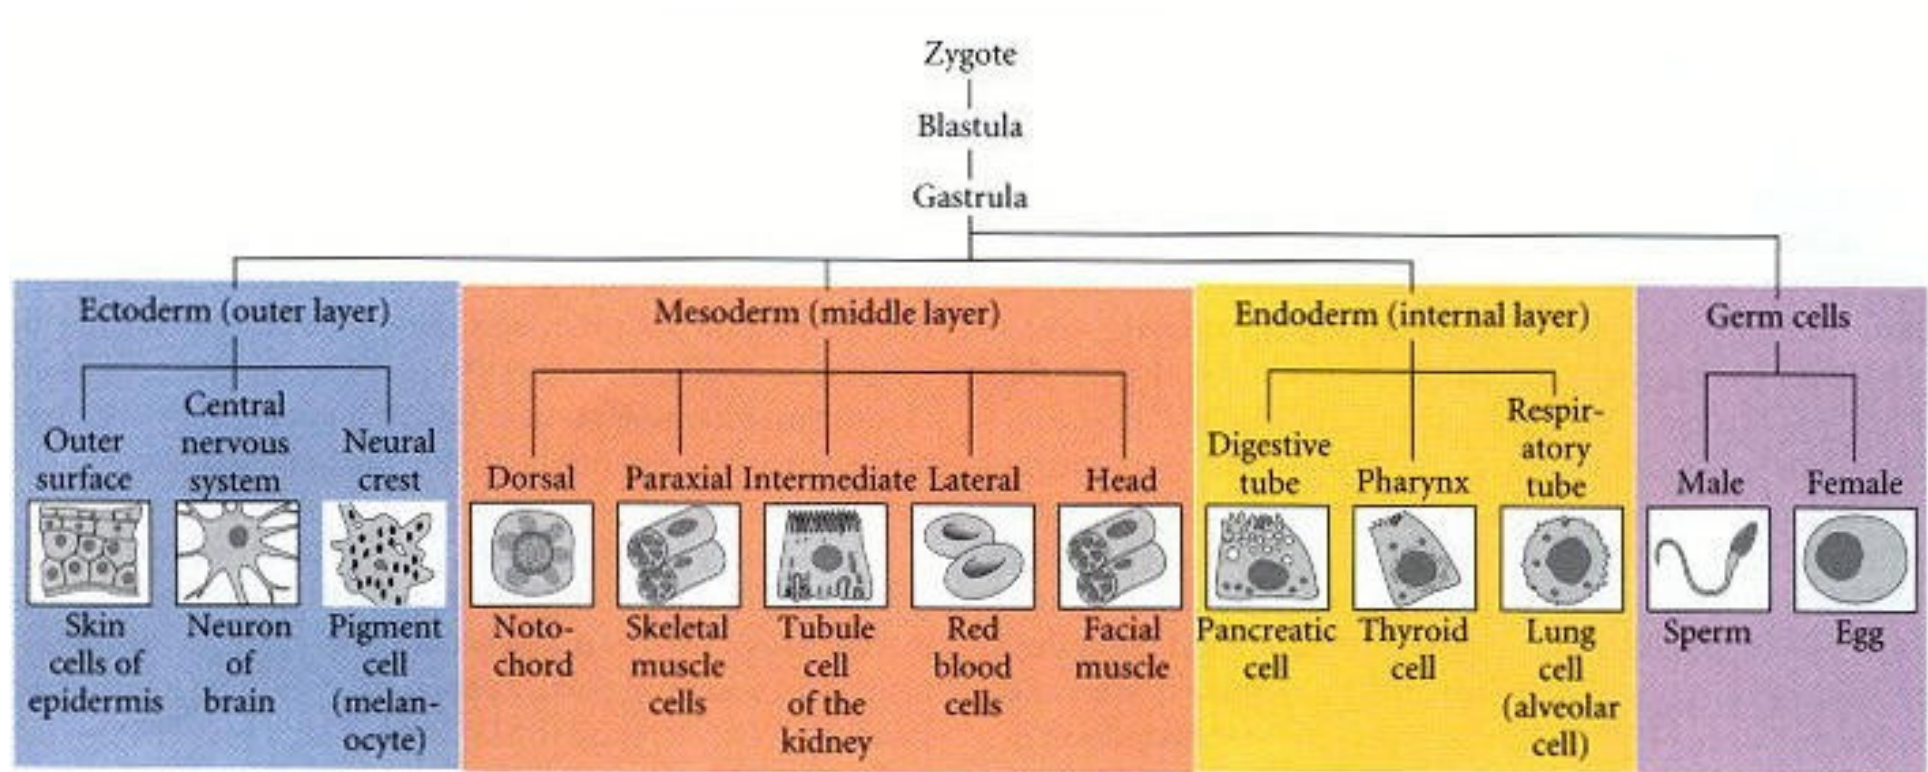 Zygote
Blastula
Gastrula
Ectoderm (outer layer)
Outer
surface
Skin
cells of
epidermis
Central
nervous
system
Neuron
of
brain
Neural
crest
Pigment
cell
(melan-
ocyte)
Mesoderm (middle layer)
Dorsal
Noto-
chord
Paraxial
Skeletal
muscle
cells
Intermediate
Tubule
cell
of the
kidney
Lateral
Red
blood
cells
Head
Facial
muscle
Endoderm (internal layer)
Digestive
tube
Pancreatic
cell
Pharynx
Thyroid
cell
Respir-
atory
tube
Lung
cell
(alveolar
cell)
Germ cells
Male
Sperm
Female
Egg